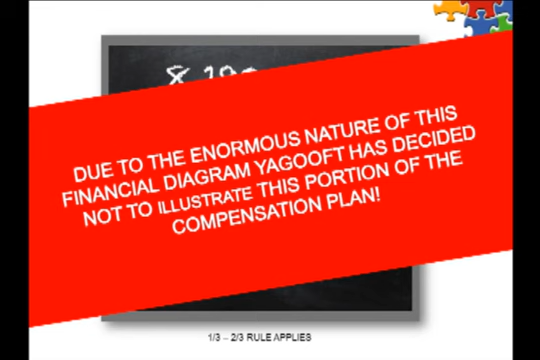 DUE TO THE ENORMOUS NATURE OF THIS
FINANCIAL DIAGRAM YAGOOFT HAS DECIDED
NOT TO ILLUSTRATE THIS PORTION OF THE
COMPENSATION PLAN!
1/3 – 2/3 RULE APPLIES